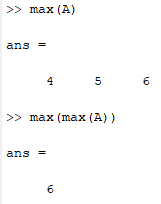 >> max(A)
ans =
4 5 6
>> max(max(A))
ans =
6